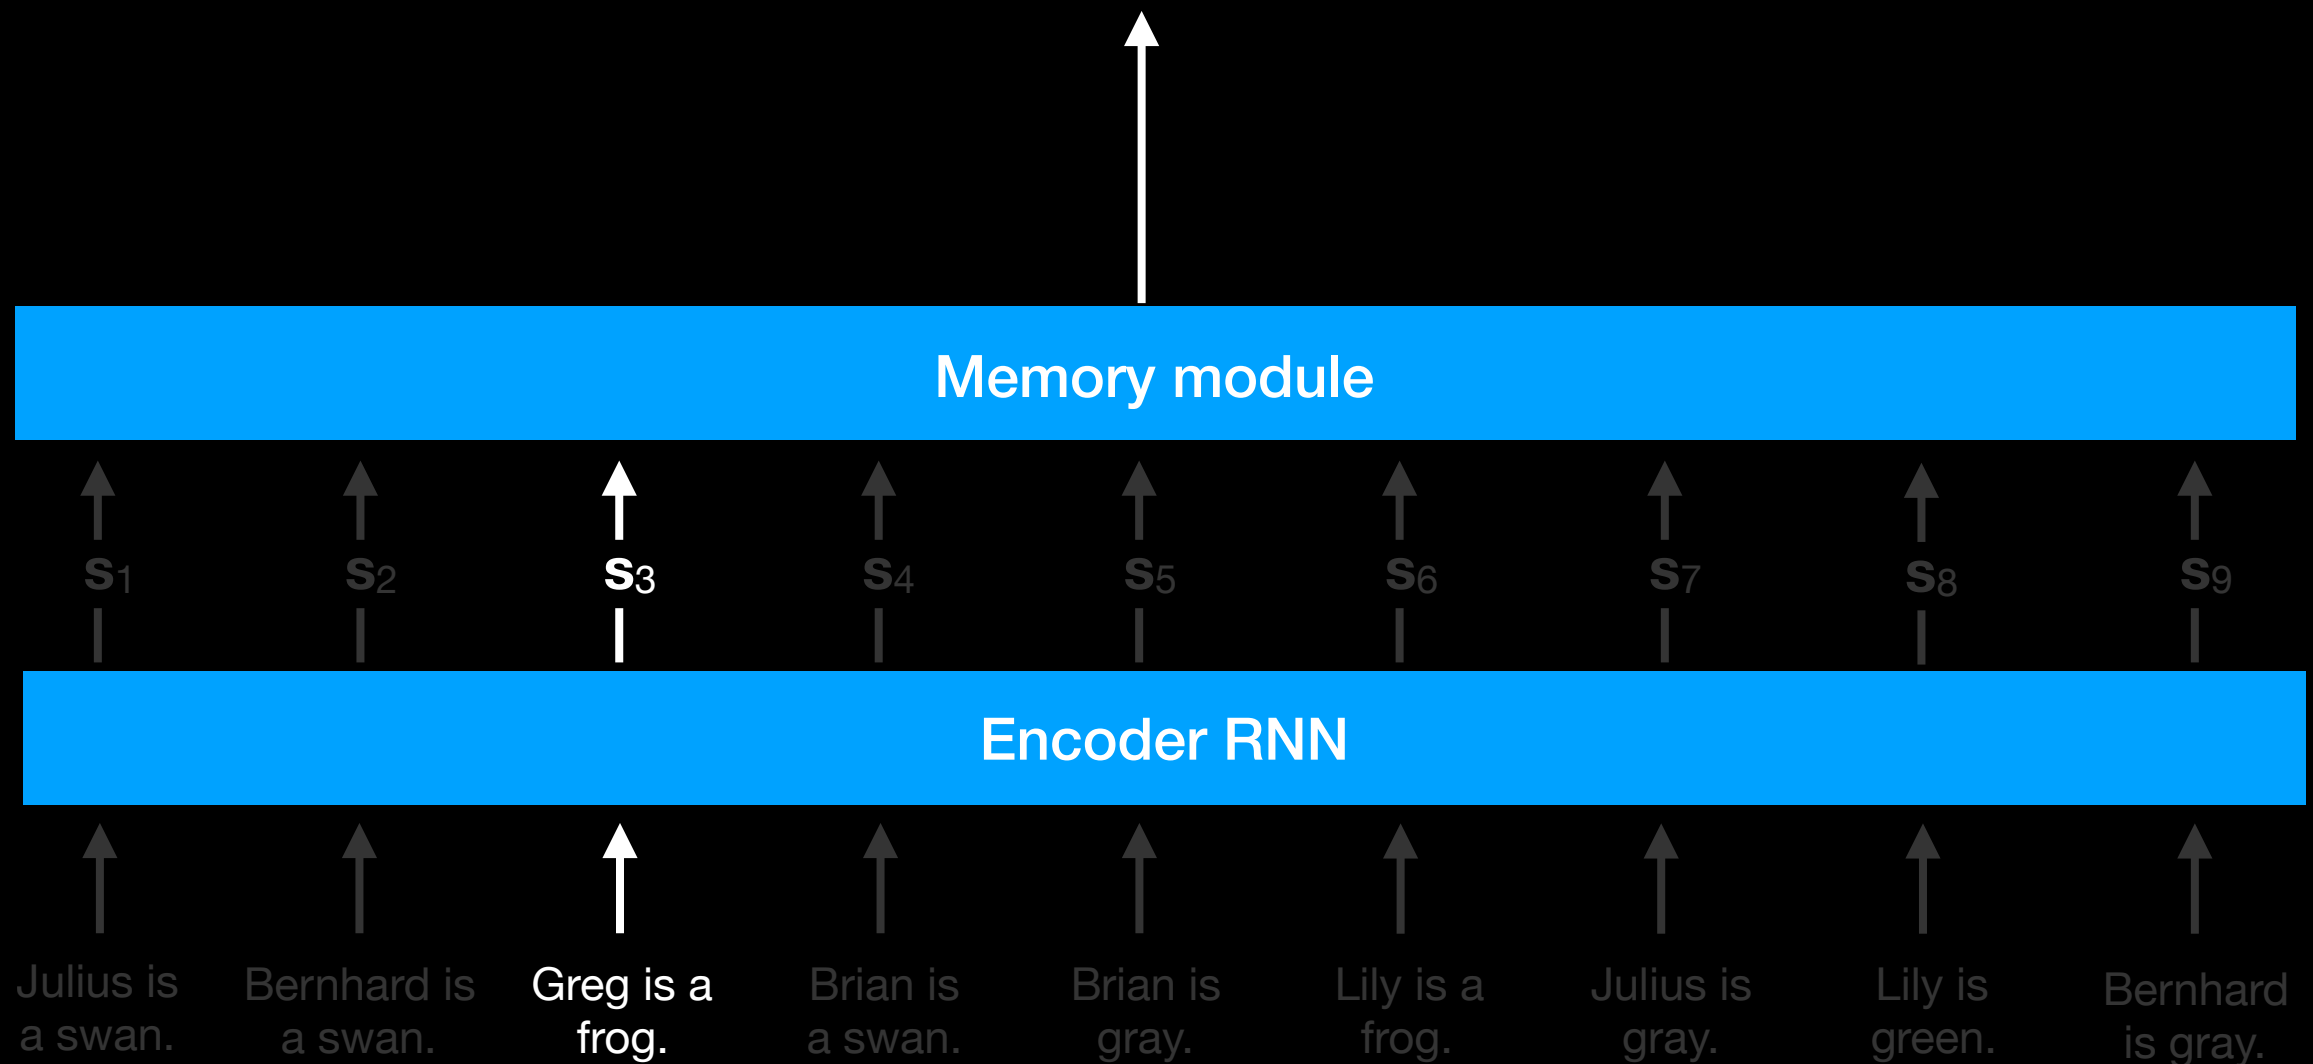 Memory module
s1 s2 s3 s4 s5 s6 s7 s8 s9
Encoder RNN
Julius is
a swan.
Bernhard is
a swan.
Greg is a
frog.
Brian is
a swan.
Brian is
gray.
Lily is a
frog.
Julius is
gray.
Lily is
green.
Bernhard
is gray.